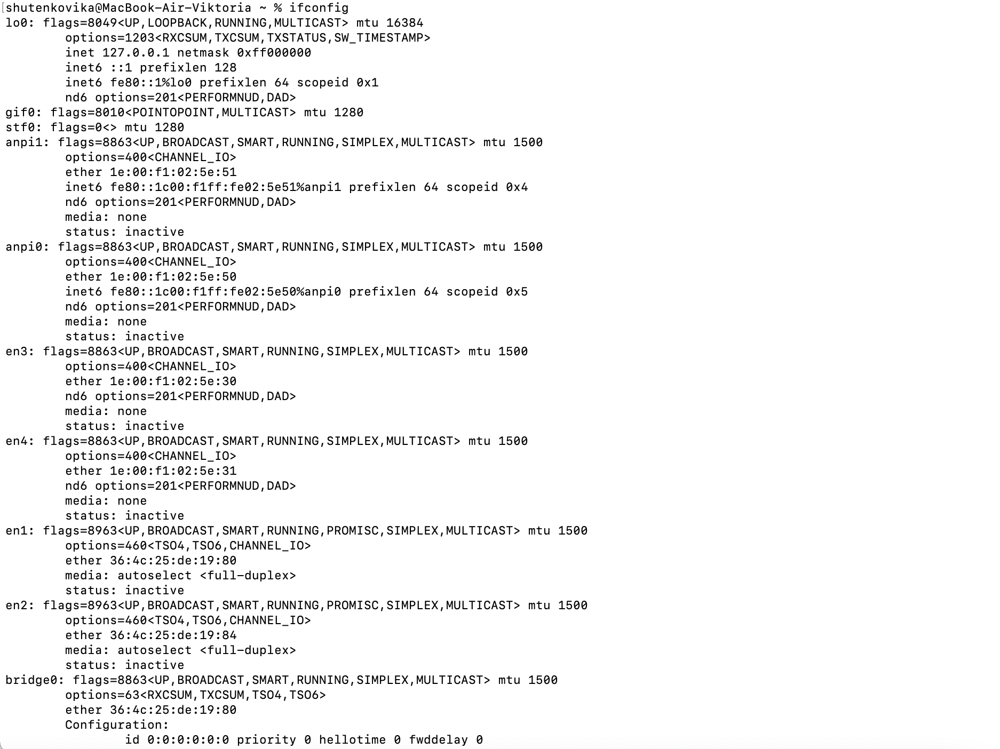 [shutenkovika@MacBook-Air-Viktoria ~ % ifconfig
lo0: flags=8049<UP,LOOPBACK,RUNNING,MULTICAST> mtu 16384
options=1203<RXCSUM,TXCSUM,TXSTATUS,SW_TIMESTAMP>
inet 127.0.0.1 netmask 0xff000000
inet6 ::1 prefixlen 128
inet6 fe80::1%lo0 prefixlen 64 scopeid 0x1
nd6 options=201<PERFORMNUD,DAD>
gif0: flags=8010<POINTOPOINT,MULTICAST> mtu 1280
stf0: flags=0<> mtu 1280
anpi1: flags=8863<UP,BROADCAST,SMART,RUNNING,SIMPLEX,MULTICAST> mtu 1500
options=400<CHANNEL_IO>
ether 1e:00:f1:02:5e:51
inet6 fe80::1c00:f1ff:fe02:5e51%anpi1 prefixlen 64 scopeid 0x4
nd6 options=201<PERFORMNUD,DAD>
media: none
status: inactive
anpi0: flags=8863<UP,BROADCAST,SMART,RUNNING,SIMPLEX,MULTICAST> mtu 1500
options=400<CHANNEL_IO>
ether 1e:00:f1:02:5e:50
inet6 fe80::1c00:f1ff:fe02:5e50%anpi0 prefixlen 64 scopeid 0x5
nd6 options=201<PERFORMNUD,DAD>
media: none
status: inactive
en3: flags=8863<UP,BROADCAST,SMART,RUNNING,SIMPLEX,MULTICAST> mtu 1500
options=400<CHANNEL_IO>
ether 1e:00:f1:02:5e:30
nd6 options=201<PERFORMNUD,DAD>
media: none
status: inactive
en4: flags=8863<UP,BROADCAST,SMART,RUNNING,SIMPLEX,MULTICAST> mtu 1500
options=400<CHANNEL_IO>
ether 1e:00:f1:02:5e:31
nd6 options=201<PERFORMNUD,DAD>
media: none
status: inactive
en1: flags=8963<UP,BROADCAST,SMART,RUNNING,PROMISC,SIMPLEX,MULTICAST> mtu 1500
options=460<TSO4,TSO6,CHANNEL_IO>
ether 36:4c:25:de:19:80
media: autoselect <full-duplex>
status: inactive
en2: flags=8963<UP,BROADCAST,SMART,RUNNING,PROMISC,SIMPLEX,MULTICAST> mtu 1500
options=460<TSO4,TSO6,CHANNEL_IO>
ether 36:4c:25:de:19:84
media: autoselect <full-duplex>
status: inactive
bridge0: flags=8863<UP,BROADCAST,SMART,RUNNING,SIMPLEX,MULTICAST> mtu 1500
options=63<RXCSUM,TXCSUM,TSO4,TSO6>
ether 36:4c:25:de:19:80
Configuration:
id 0:0:0:0:0:0 priority 0 hellotime 0 fwddelay 0